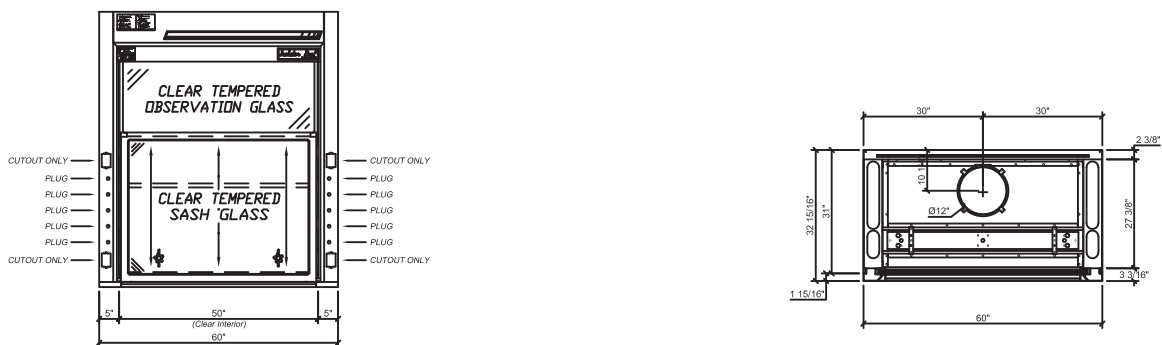 CLEAR TEMPERED
OBSERVATION GLASS
CUTOUT ONLY
PLUG
PLUG
PLUG
PLUG
PLUG
CUTOUT ONLY
CLEAR TEMPERED
SASH GLASS
CUTOUT ONLY
PLUG
PLUG
PLUG
PLUG
PLUG
CUTOUT ONLY
5"
50"
5"
(Clear Interior)
60"
30"
30"
2 3/8"
Ø12"
32 15/16"
31"
27 3/8"
3 3/16"
1 15/16"
60"